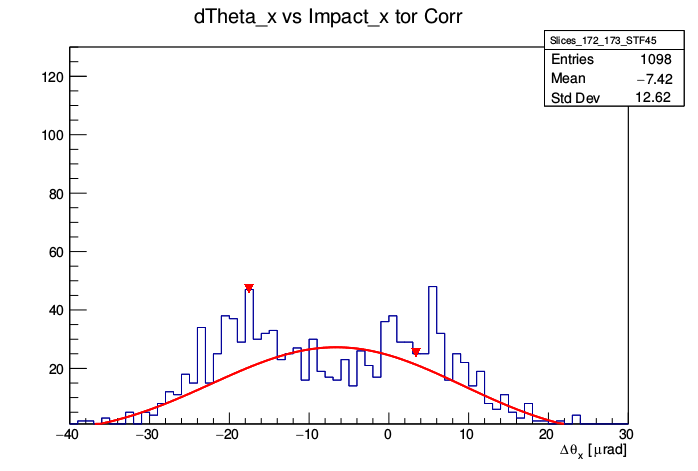 dTheta_x vs Impact_x tor Corr
Slices_172_173_STF45
Entries 1098
Mean −7.42
Std Dev 12.62
120
100
80
60
40
20
−40 −30 −20 −10 0 10 20 30
Δθx [μrad]